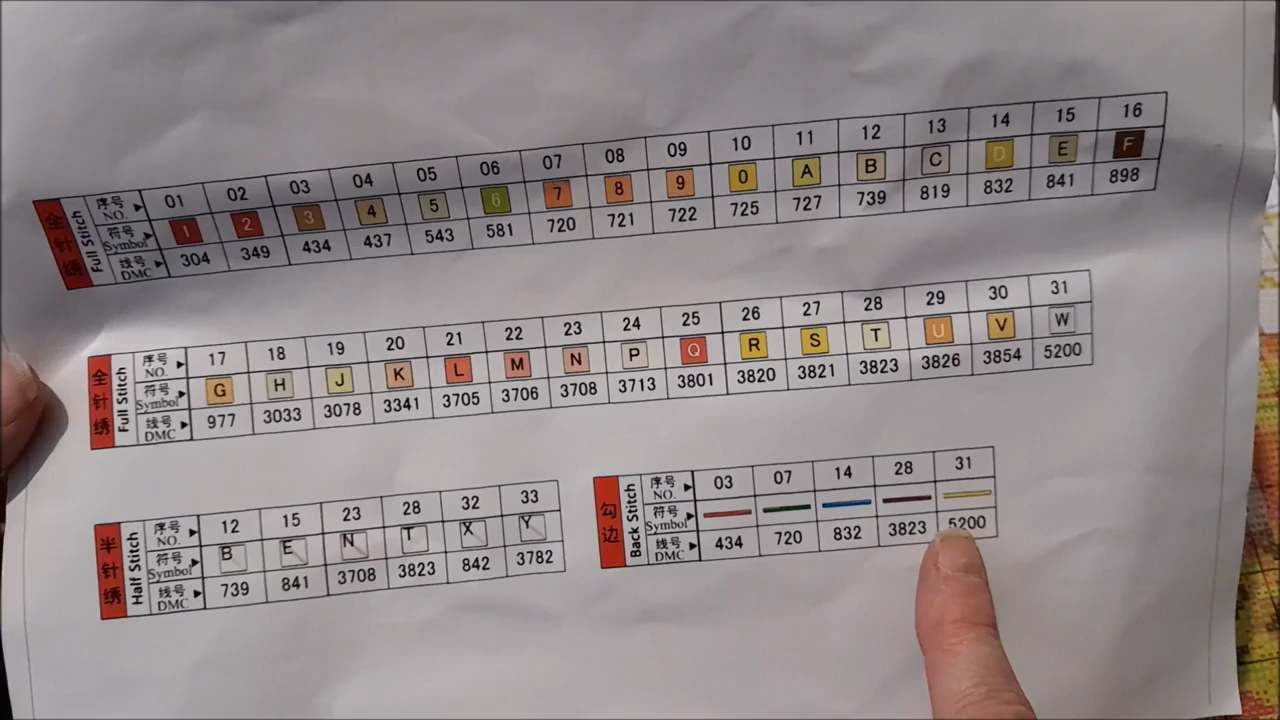 全针绣 Full Stitch
序号 NO. 01 02 03 04 05 06 07 08 09 10 11 12 13 14 15 16
符号 Symbol 1 2 3 4 5 6 7 8 9 0 A B C D E F
线号 DMC 304 349 434 437 543 581 720 721 722 725 727 739 819 832 841 898
全针绣 Full Stitch
序号 NO. 17 18 19 20 21 22 23 24 25 26 27 28 29 30 31
符号 Symbol G H J K L M N P Q R S T U V W
线号 DMC 977 3033 3078 3341 3705 3706 3708 3713 3801 3820 3821 3823 3826 3854 5200
半针绣 Half Stitch
序号 NO. 12 15 23 28 32 33
符号 Symbol B E N T X Y
线号 DMC 739 841 3708 3823 842 3782
勾边 Back Stitch
序号 NO. 03 07 14 28 31
符号 Symbol
线号 DMC 434 720 832 3823 5200